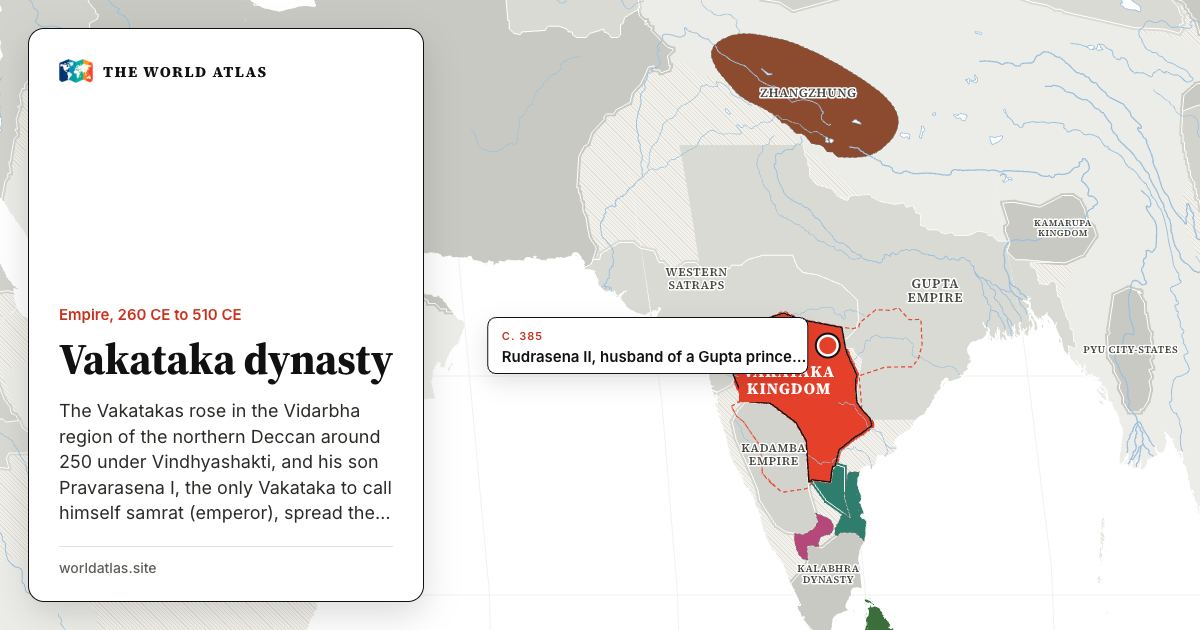 THE WORLD ATLAS
Empire, 260 CE to 510 CE
Vakataka dynasty
The Vakatakas rose in the Vidarbha
region of the northern Deccan around
250 under Vindhyashakti, and his son
Pravarasena I, the only Vakataka to call
himself samrat (emperor), spread the...
worldatlas.site
ZHANGZHUNG
KAMARUPA
KINGDOM
WESTERN
SATRAPS
GUPTA
EMPIRE
C. 385
Rudrasena II, husband of a Gupta prince...
VAKATAKA
KINGDOM
PYU CITY-STATES
KADAMBA
EMPIRE
KALABHRA
DYNASTY